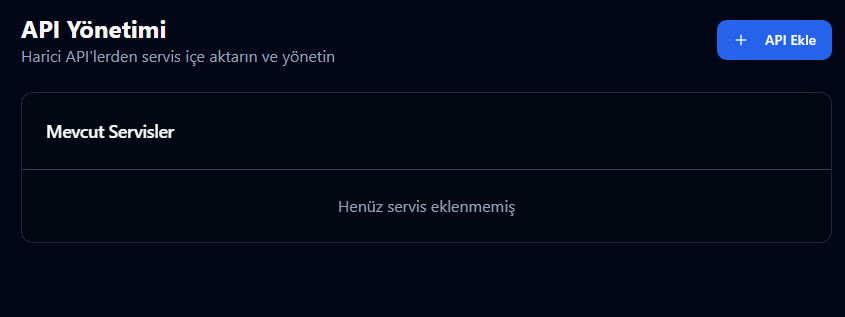 API Yönetimi
Harici API'lerden servis içe aktarın ve yönetin
+ API Ekle
Mevcut Servisler
Henüz servis eklenmemiş